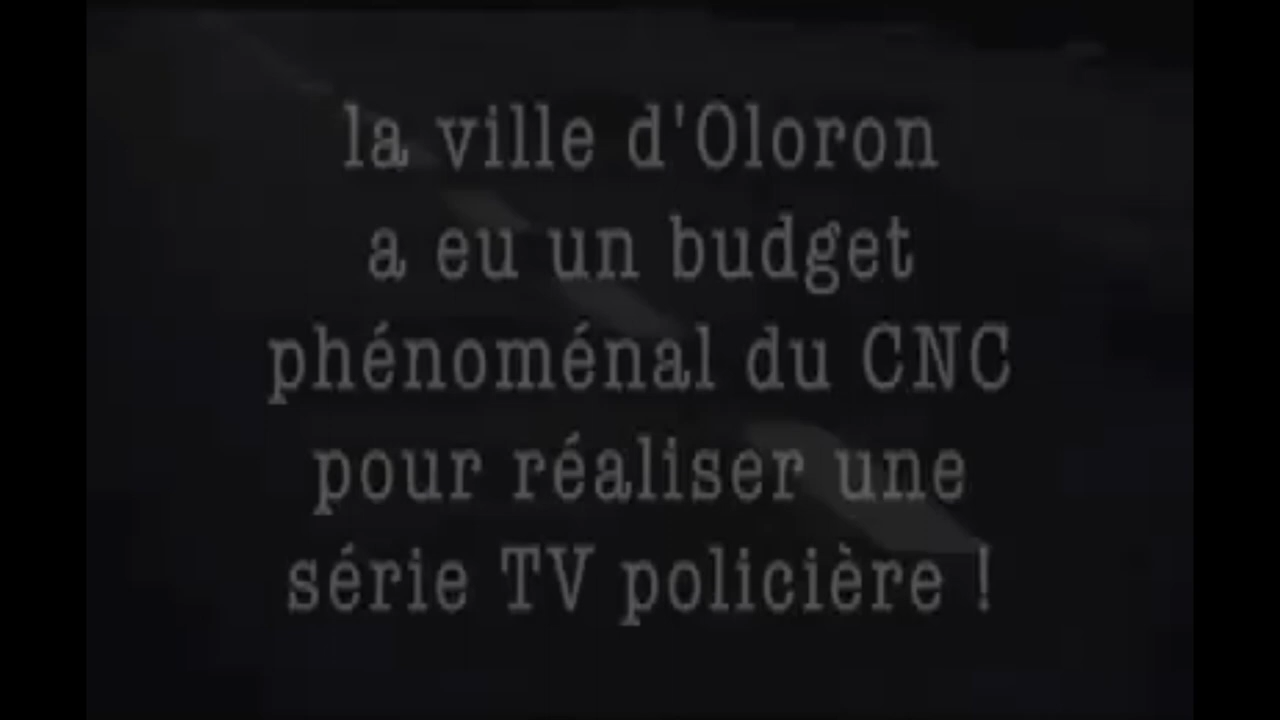 la ville d'Oloron
a eu un budget
phénoménal du CNC
pour réaliser une
série TV policière !